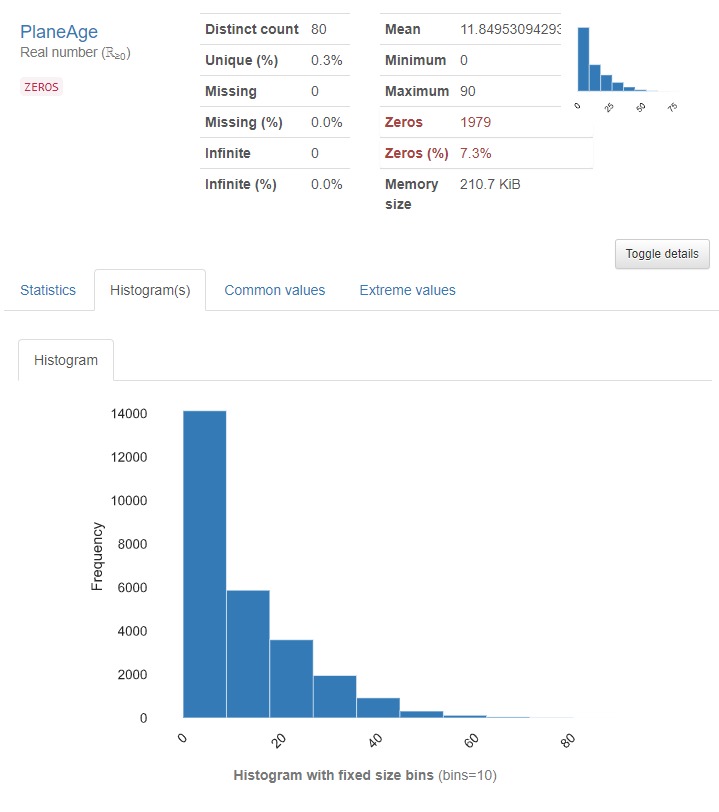 PlaneAge
Real number (ℝ≥0)
ZEROS
Distinct count 80
Unique (%) 0.3%
Missing 0
Missing (%) 0.0%
Infinite 0
Infinite (%) 0.0%
Mean 11.84953094293
Minimum 0
Maximum 90
Zeros 1979
Zeros (%) 7.3%
Memory size 210.7 KiB
0 25 50 75
Toggle details
Statistics Histogram(s) Common values Extreme values
Histogram
14000
12000
10000
8000
6000
4000
2000
0
Frequency
0 20 40 60 80
Histogram with fixed size bins (bins=10)